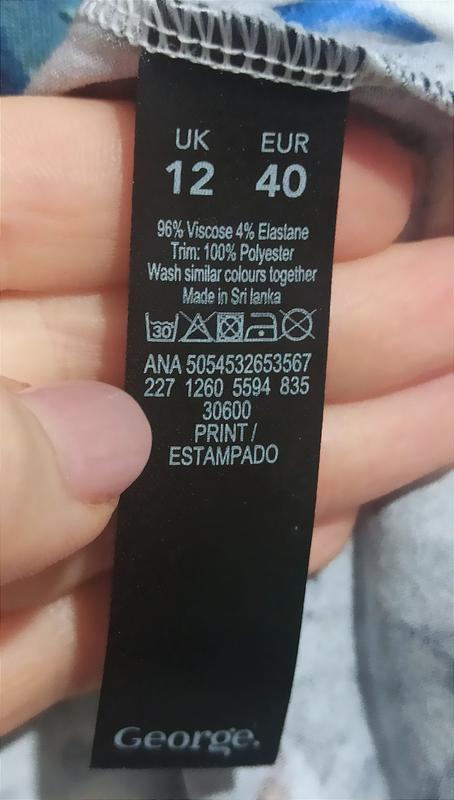 UK EUR
12 40
96% Viscose 4% Elastane
Trim: 100% Polyester
Wash similar colours together
Made in Sri lanka
30
ANA 5054532653567
227 1260 5594 835
30600
PRINT /
ESTAMPADO
George.